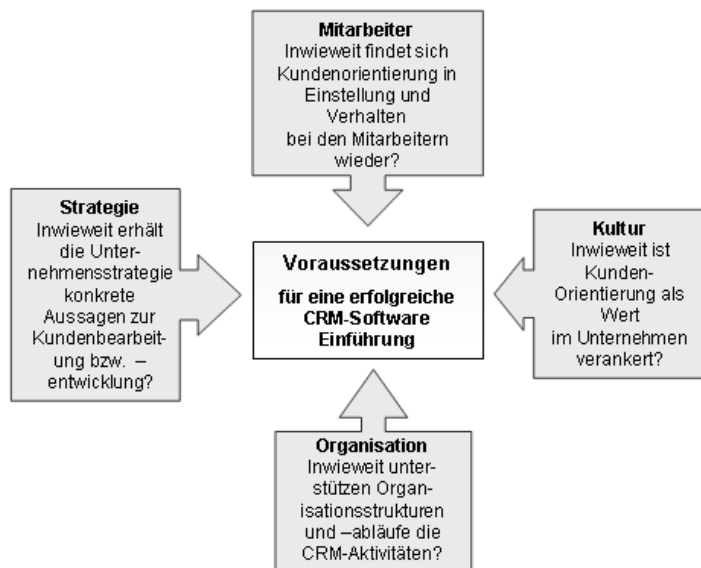 Mitarbeiter
Inwieweit findet sich
Kundenorientierung in
Einstellung und
Verhalten
bei den Mitarbeitern
wieder?
Strategie
Inwieweit erhält
die Unter-
nehmensstrategie
konkrete
Aussagen zur
Kundenbearbeit-
ung bzw. –
entwicklung?
Voraussetzungen
für eine erfolgreiche
CRM-Software
Einführung
Kultur
Inwieweit ist
Kunden-
Orientierung als
Wert
im Unternehmen
verankert?
Organisation
Inwieweit unter-
stützen Organ-
isationsstrukturen
und –abläufe die
CRM-Aktivitäten?